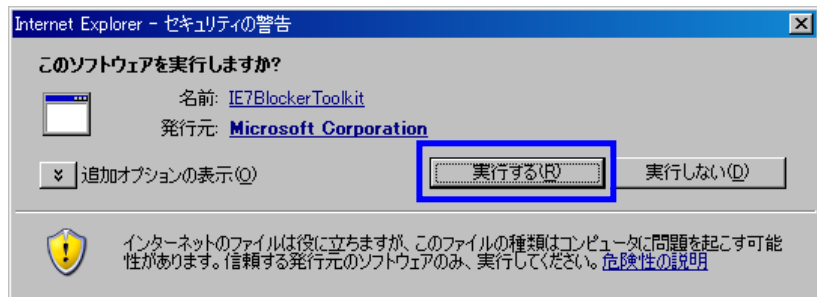 Internet Explorer - セキュリティの警告
このソフトウェアを実行しますか?
名前: IE7BlockerToolkit
発行元: Microsoft Corporation
追加オプションの表示(O)
実行する(R)
実行しない(D)
インターネットのファイルは役に立ちますが、このファイルの種類はコンピュータに問題を起こす可能
性があります。信頼する発行元のソフトウェアのみ、実行してください。危険性の説明